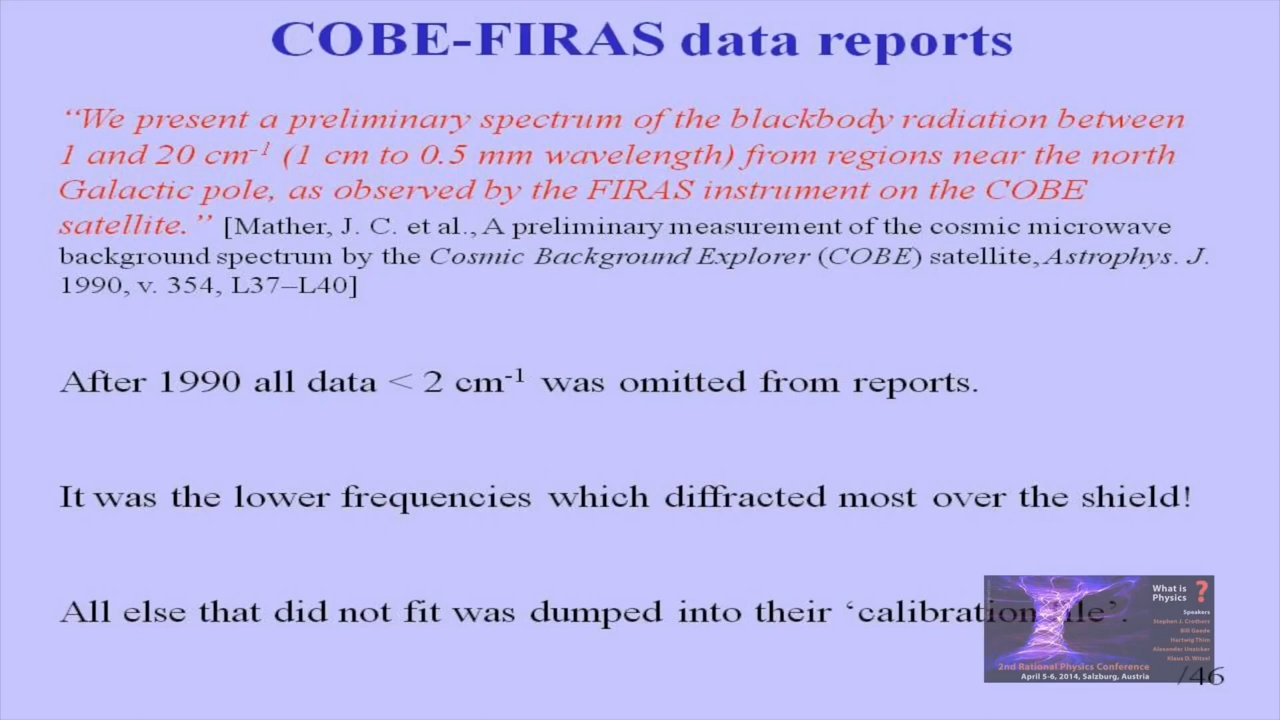 COBE-FIRAS data reports
“We present a preliminary spectrum of the blackbody radiation between
1 and 20 cm⁻¹ (1 cm to 0.5 mm wavelength) from regions near the north
Galactic pole, as observed by the FIRAS instrument on the COBE
satellite.” [Mather, J. C. et al., A preliminary measurement of the cosmic microwave
background spectrum by the Cosmic Background Explorer (COBE) satellite, Astrophys. J.
1990, v. 354, L37–L40]
After 1990 all data < 2 cm⁻¹ was omitted from reports.
It was the lower frequencies which diffracted most over the shield!
All else that did not fit was dumped into their ‘calibration file’.
What is
Physics ?
Speakers
Stephen J. Crothers
Bill Gaede
Hartwig Thim
Alexander Unzicker
Klaus D. Witzel
2nd Rational Physics Conference
April 5-6, 2014, Salzburg, Austria
/46